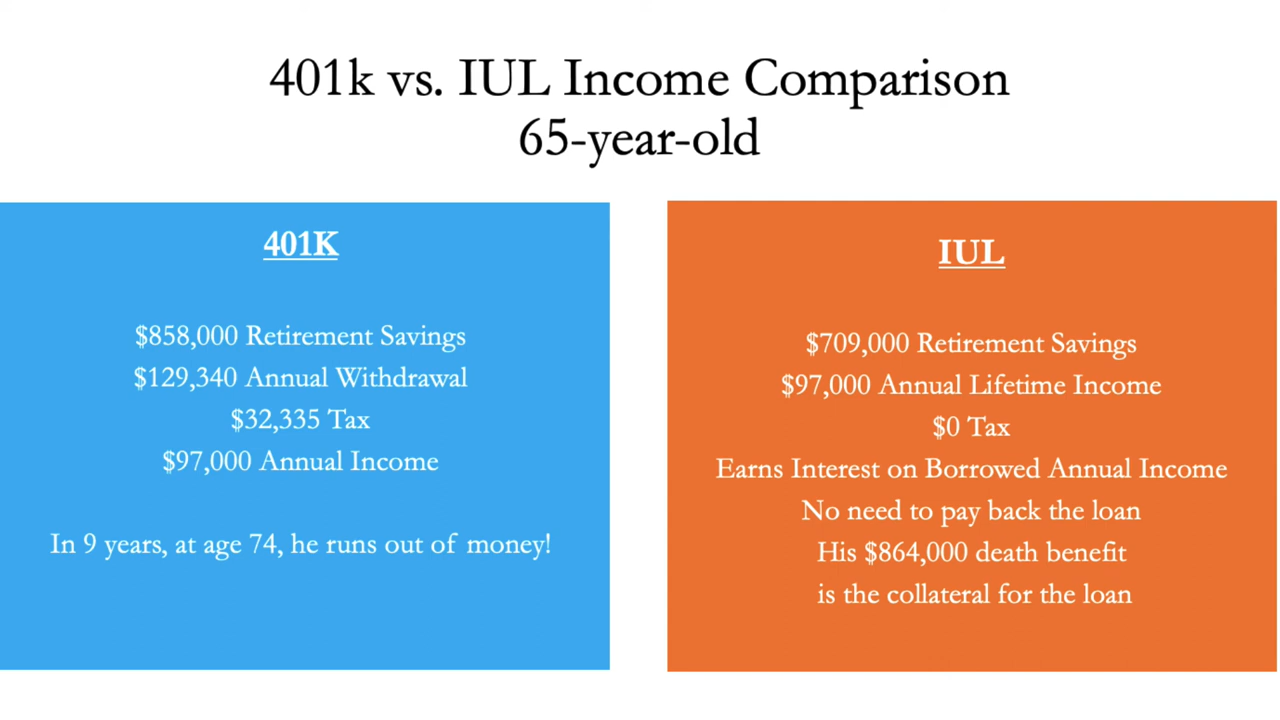 401k vs. IUL Income Comparison
65-year-old
401K
$858,000 Retirement Savings
$129,340 Annual Withdrawal
$32,335 Tax
$97,000 Annual Income
In 9 years, at age 74, he runs out of money!
IUL
$709,000 Retirement Savings
$97,000 Annual Lifetime Income
$0 Tax
Earns Interest on Borrowed Annual Income
No need to pay back the loan
His $864,000 death benefit
is the collateral for the loan